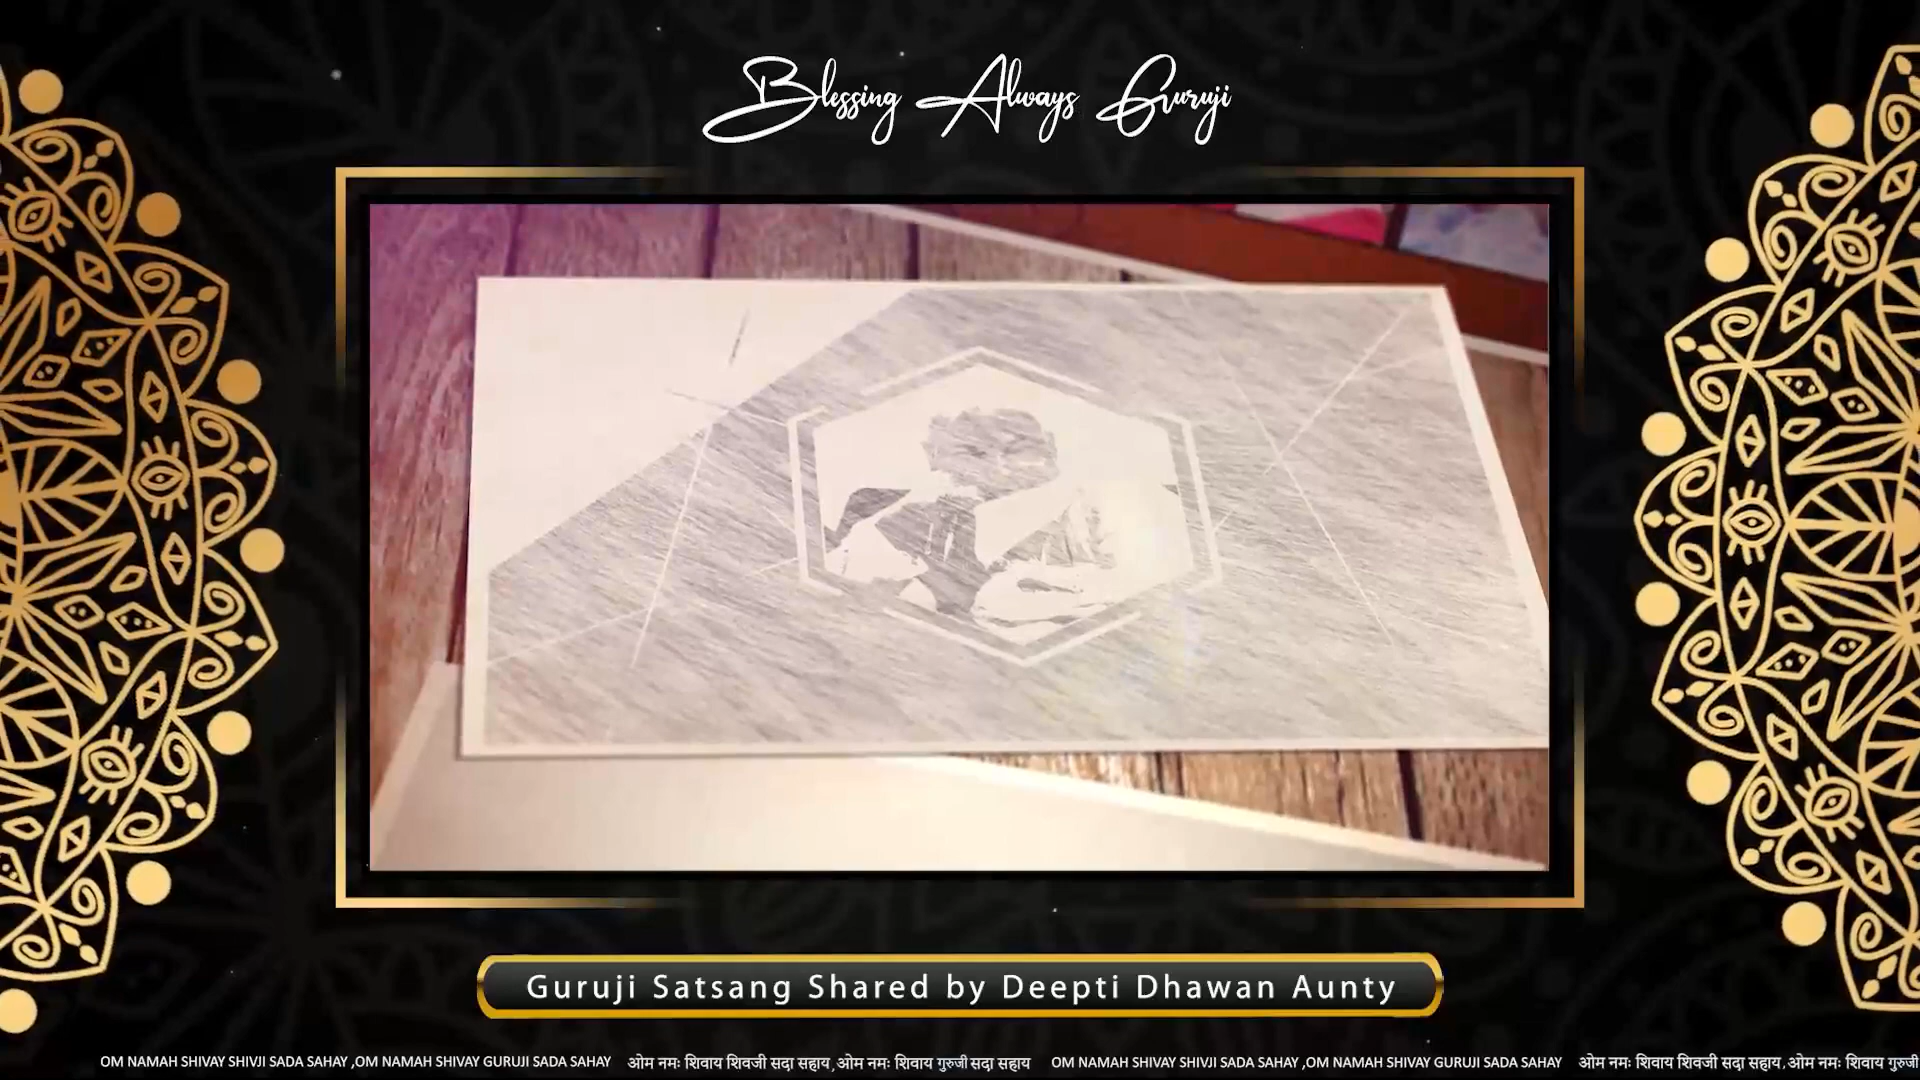 Blessing Always Guruji
Guruji Satsang Shared by Deepti Dhawan Aunty
OM NAMAH SHIVAY SHIVJI SADA SAHAY ,OM NAMAH SHIVAY GURUJI SADA SAHAY ओम नमः शिवाय शिवजी सदा सहाय, ओम नमः शिवाय गुरुजी सदा सहाय OM NAMAH SHIVAY SHIVJI SADA SAHAY ,OM NAMAH SHIVAY GURUJI SADA SAHAY ओम नमः शिवाय शिवजी सदा सहाय, ओम नमः शिवाय गुरुजी